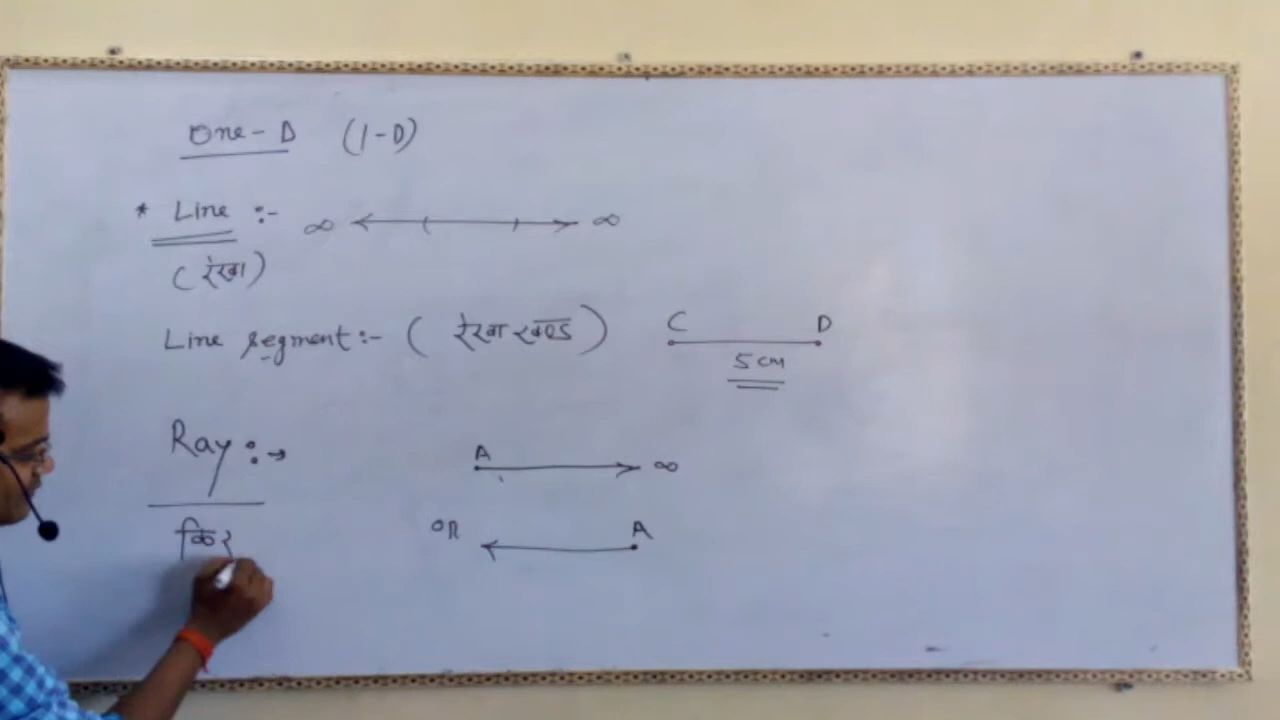 One-D (1-D)
* Line :- ∞ ∞
(रेखा)
Line segment:- (रेखा खण्ड) C D
5 cm
Ray :→ A ∞
किर OR A